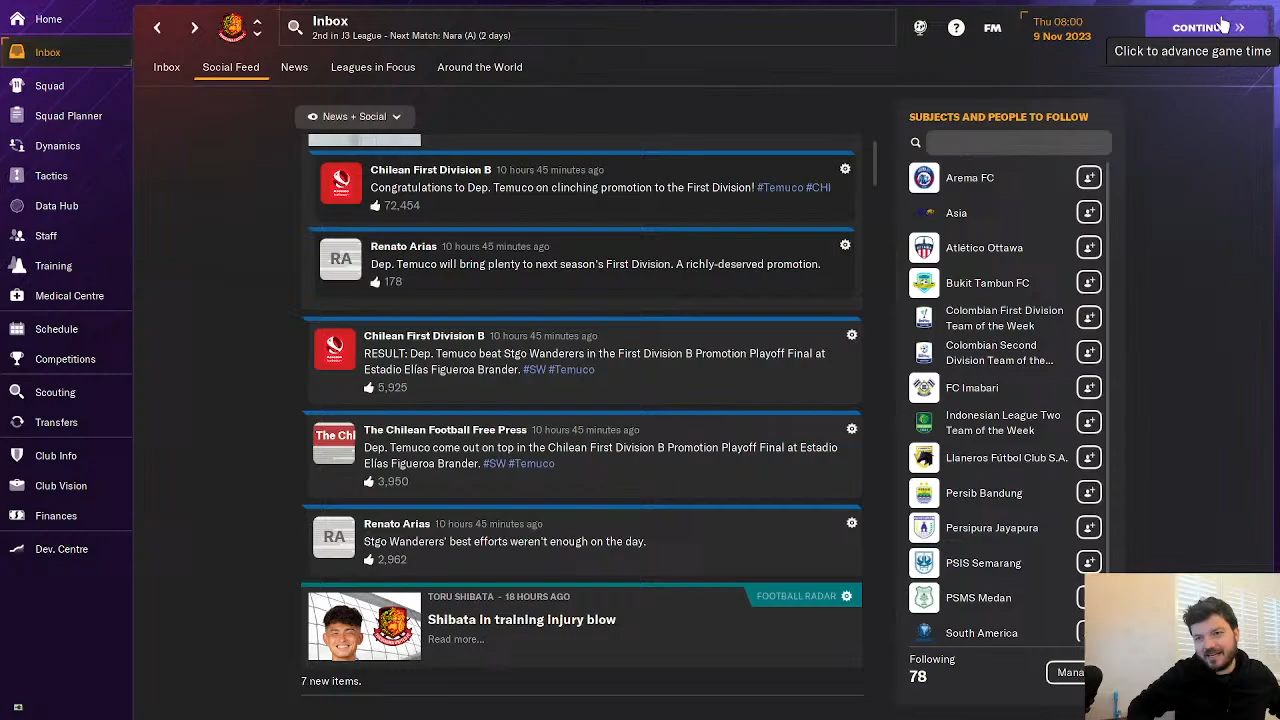 Home
Inbox
Squad
Squad Planner
Dynamics
Tactics
Data Hub
Staff
Training
Medical Centre
Schedule
Competitions
Scouting
Transfers
Club Info
Club Vision
Finances
Dev. Centre
Inbox
2nd in J3 League - Next Match: Nara (A) (2 days)
FM
Thu 08:00
9 Nov 2023
CONTINU
Click to advance game time
Inbox
Social Feed
News
Leagues in Focus
Around the World
News + Social
Chilean First Division B 10 hours 45 minutes ago
Congratulations to Dep. Temuco on clinching promotion to the First Division! #Temuco #CHI
72,454
RA
Renato Arias 10 hours 45 minutes ago
Dep. Temuco will bring plenty to next season's First Division. A richly-deserved promotion.
178
Chilean First Division B 10 hours 45 minutes ago
RESULT: Dep. Temuco best Stgo Wanderers in the First Division B Promotion Playoff Final at
Estadio Elías Figueroa Brander. #SW #Temuco
5,925
The Chi
The Chilean Football Free Press 10 hours 45 minutes ago
Dep. Temuco come out on top in the Chilean First Division B Promotion Playoff Final at Estadio
Elías Figueroa Brander. #SW #Temuco
3,950
RA
Renato Arias 10 hours 45 minutes ago
Stgo Wanderers' best efforts weren't enough on the day.
2,962
TORU SHIBATA - 18 HOURS AGO
FOOTBALL RADAR
Shibata in training injury blow
Read more...
7 new items.
SUBJECTS AND PEOPLE TO FOLLOW
Arema FC
Asia
Atlético Ottawa
Bukit Tambun FC
Colombian First Division
Team of the Week
Colombian Second
Division Team of the...
FC Imabari
Indonesian League Two
Team of the Week
Llaneros Fútbol Club S.A.
Persib Bandung
Persipura Jayapura
PSIS Semarang
PSMS Medan
South America
Following
78
Mana